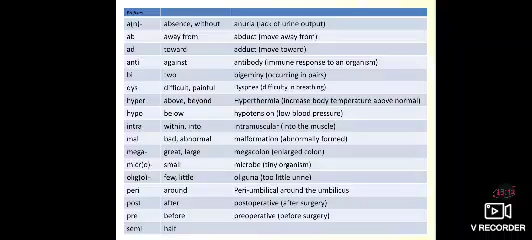 Prefixes
a(n)- absence, without anuria (lack of urine output)
ab away from abduct (move away from)
ad toward adduct (move toward)
anti against antibody (immune response to an organism)
bi two bigeminy (occurring in pairs)
dys difficult, painful Dyspnea (difficulty in breathing)
hyper above, beyond Hyperthermia (increase body temperature above normal)
hypo below hypotension (low blood pressure)
intra within, into intramuscular (into the muscle)
mal bad, abnormal malformation (abnormally formed)
mega- great, large megacolon (enlarged colon)
micr(o)- small microbe (tiny organism)
olig(o)- few, little oliguria (too little urine)
peri around Peri-umbilical around the umbilicus
post after postoperative (after surgery)
pre before preoperative (before surgery)
semi half
V RECORDER